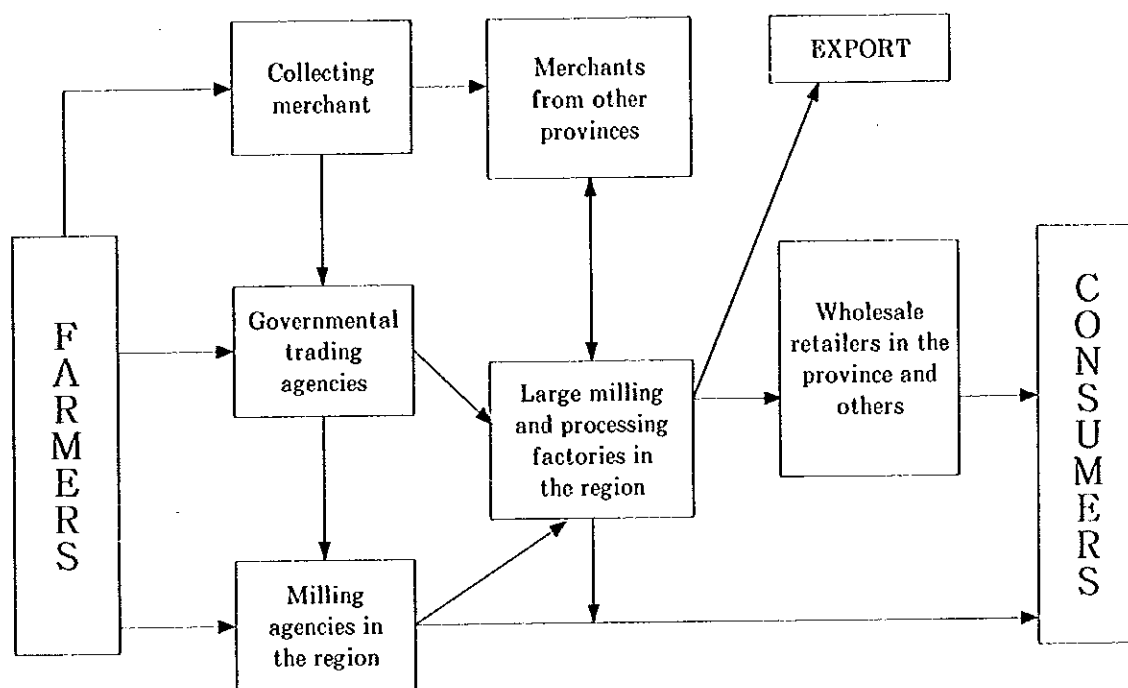 Collecting
merchant
Merchants
from other
provinces
EXPORT
FARMERS
Governmental
trading
agencies
Large milling
and processing
factories in
the region
Wholesale
retailers in the
province and
others
CONSUMERS
Milling
agencies in
the region